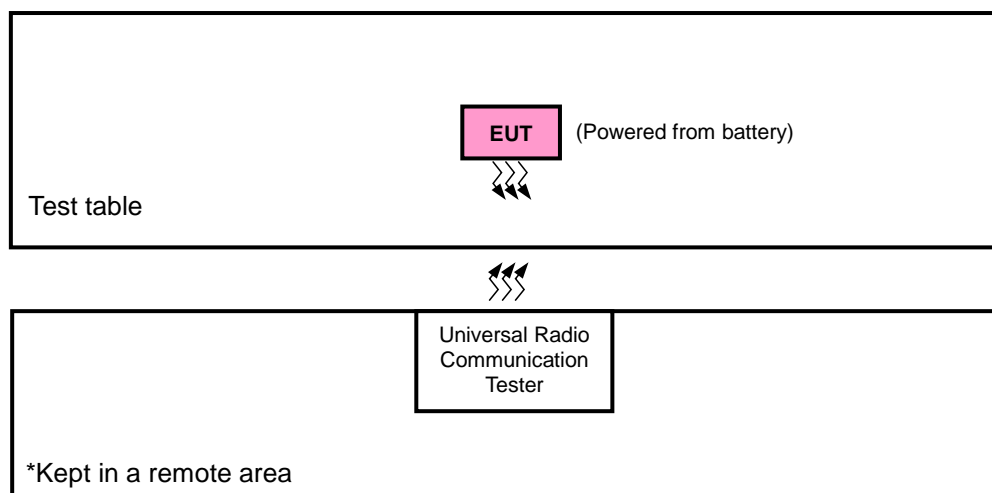 EUT
(Powered from battery)
Test table
Universal Radio
Communication
Tester
*Kept in a remote area